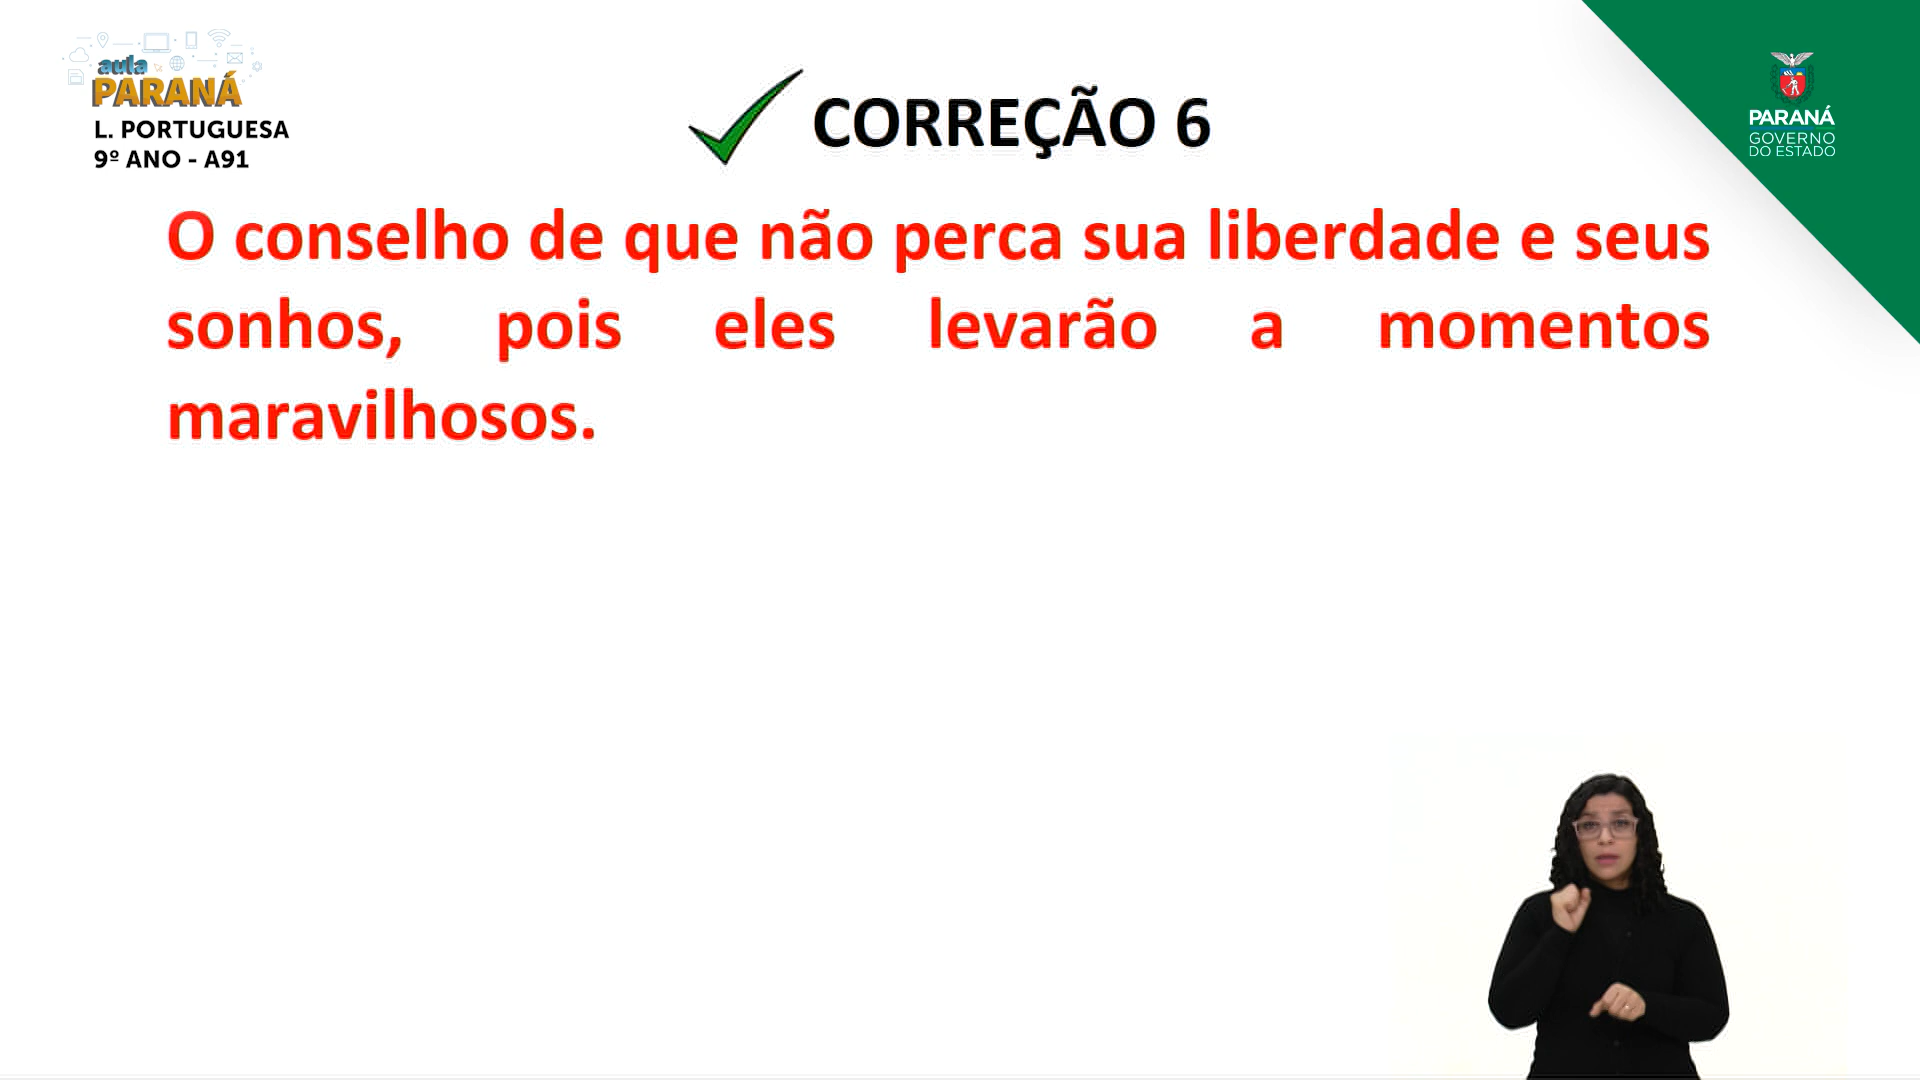 aula
PARANÁ
L. PORTUGUESA
9º ANO - A91
CORREÇÃO 6
PARANÁ
GOVERNO
DO ESTADO
O conselho de que não perca sua liberdade e seus
sonhos, pois eles levarão a momentos
maravilhosos.